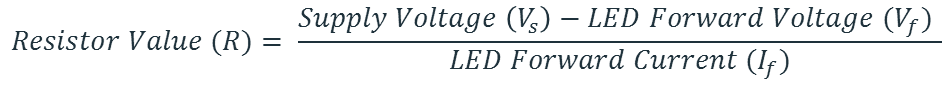 Resistor Value (R) = Supply Voltage (Vs) − LED Forward Voltage (Vf)
LED Forward Current (If)